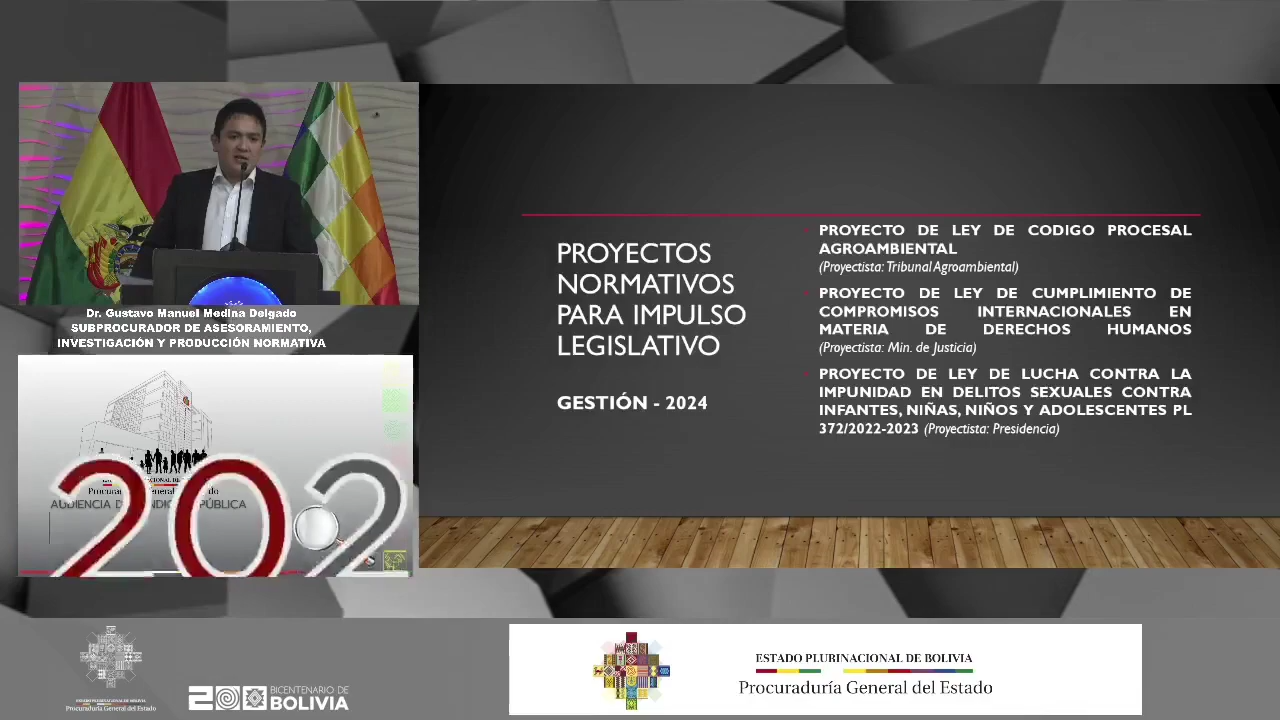 Dr. Gustavo Manuel Medina Delgado
SUBPROCURADOR DE ASESORAMIENTO,
INVESTIGACIÓN Y PRODUCCIÓN NORMATIVA
PROYECTOS
NORMATIVOS
PARA IMPULSO
LEGISLATIVO
GESTIÓN - 2024
PROYECTO DE LEY DE CODIGO PROCESAL
AGROAMBIENTAL
(Proyectista: Tribunal Agroambiental)
PROYECTO DE LEY DE CUMPLIMIENTO DE
COMPROMISOS INTERNACIONALES EN
MATERIA DE DERECHOS HUMANOS
(Proyectista: Min. de Justicia)
PROYECTO DE LEY DE LUCHA CONTRA LA
IMPUNIDAD EN DELITOS SEXUALES CONTRA
INFANTES, NIÑAS, NIÑOS Y ADOLESCENTES PL
372/2022-2023 (Proyectista: Presidencia)
AUDIENCIA PÚBLICA
202
Procuraduría General del Estado
200 BICENTENARIO DE
BOLIVIA
ESTADO PLURINACIONAL DE BOLIVIA
Procuraduría General del Estado